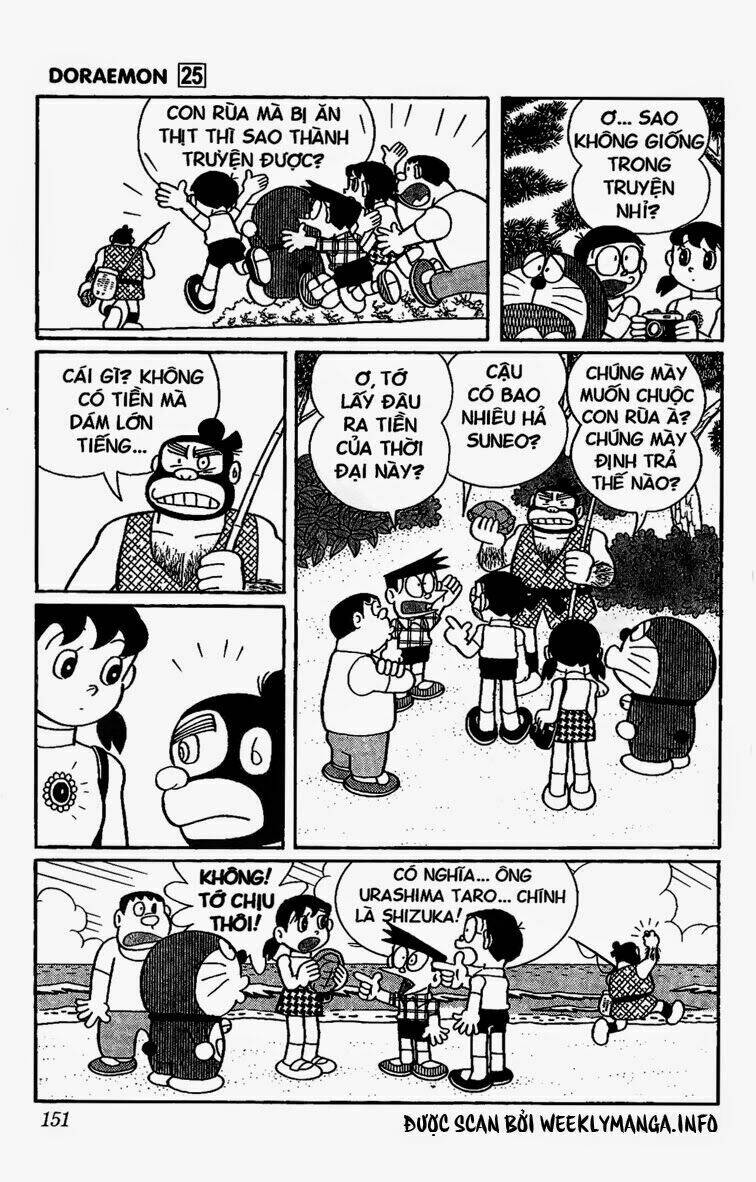 DORAEMON 25
CON RÙA MÀ BỊ ĂN
THỊT THÌ SAO THÀNH
TRUYỆN ĐƯỢC?
Ơ... SAO
KHÔNG GIỐNG
TRONG
TRUYỆN
NHỈ?
CÁI GÌ? KHÔNG
CÓ TIỀN MÀ
DÁM LỚN
TIẾNG...
Ơ, TỚ
LẤY ĐÂU
RA TIỀN
CỦA THỜI
ĐẠI NÀY?
CẬU
CÓ BAO
NHIÊU HẢ
SUNEO?
CHÚNG MÀY
MUỐN CHUỘC
CON RÙA À?
CHÚNG MÀY
ĐỊNH TRẢ
THẾ NÀO?
KHÔNG!
TỚ CHỊU
THÔI!
CÓ NGHĨA... ÔNG
URASHIMA TARO... CHÍNH
LÀ SHIZUKA!
151
ĐƯỢC SCAN BỞI WEEKLYMANGA.INFO